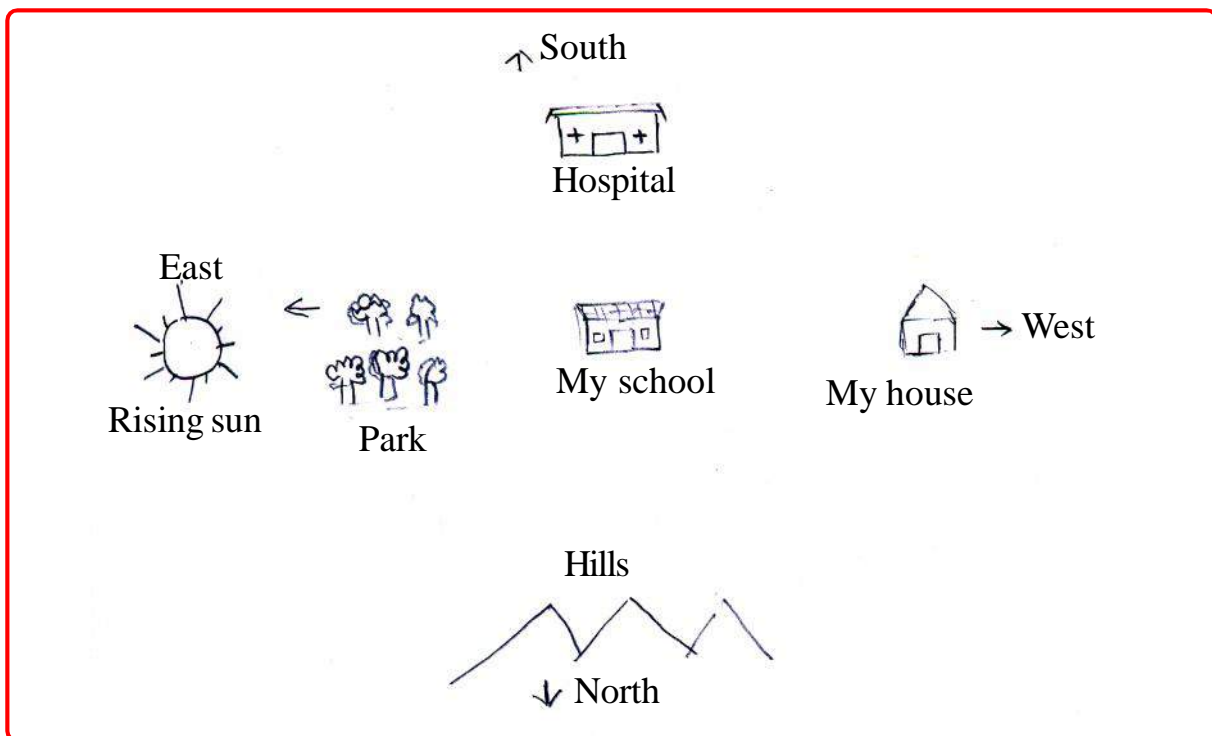 South
Hospital
East
West
My school
My house
Rising sun
Park
Hills
North